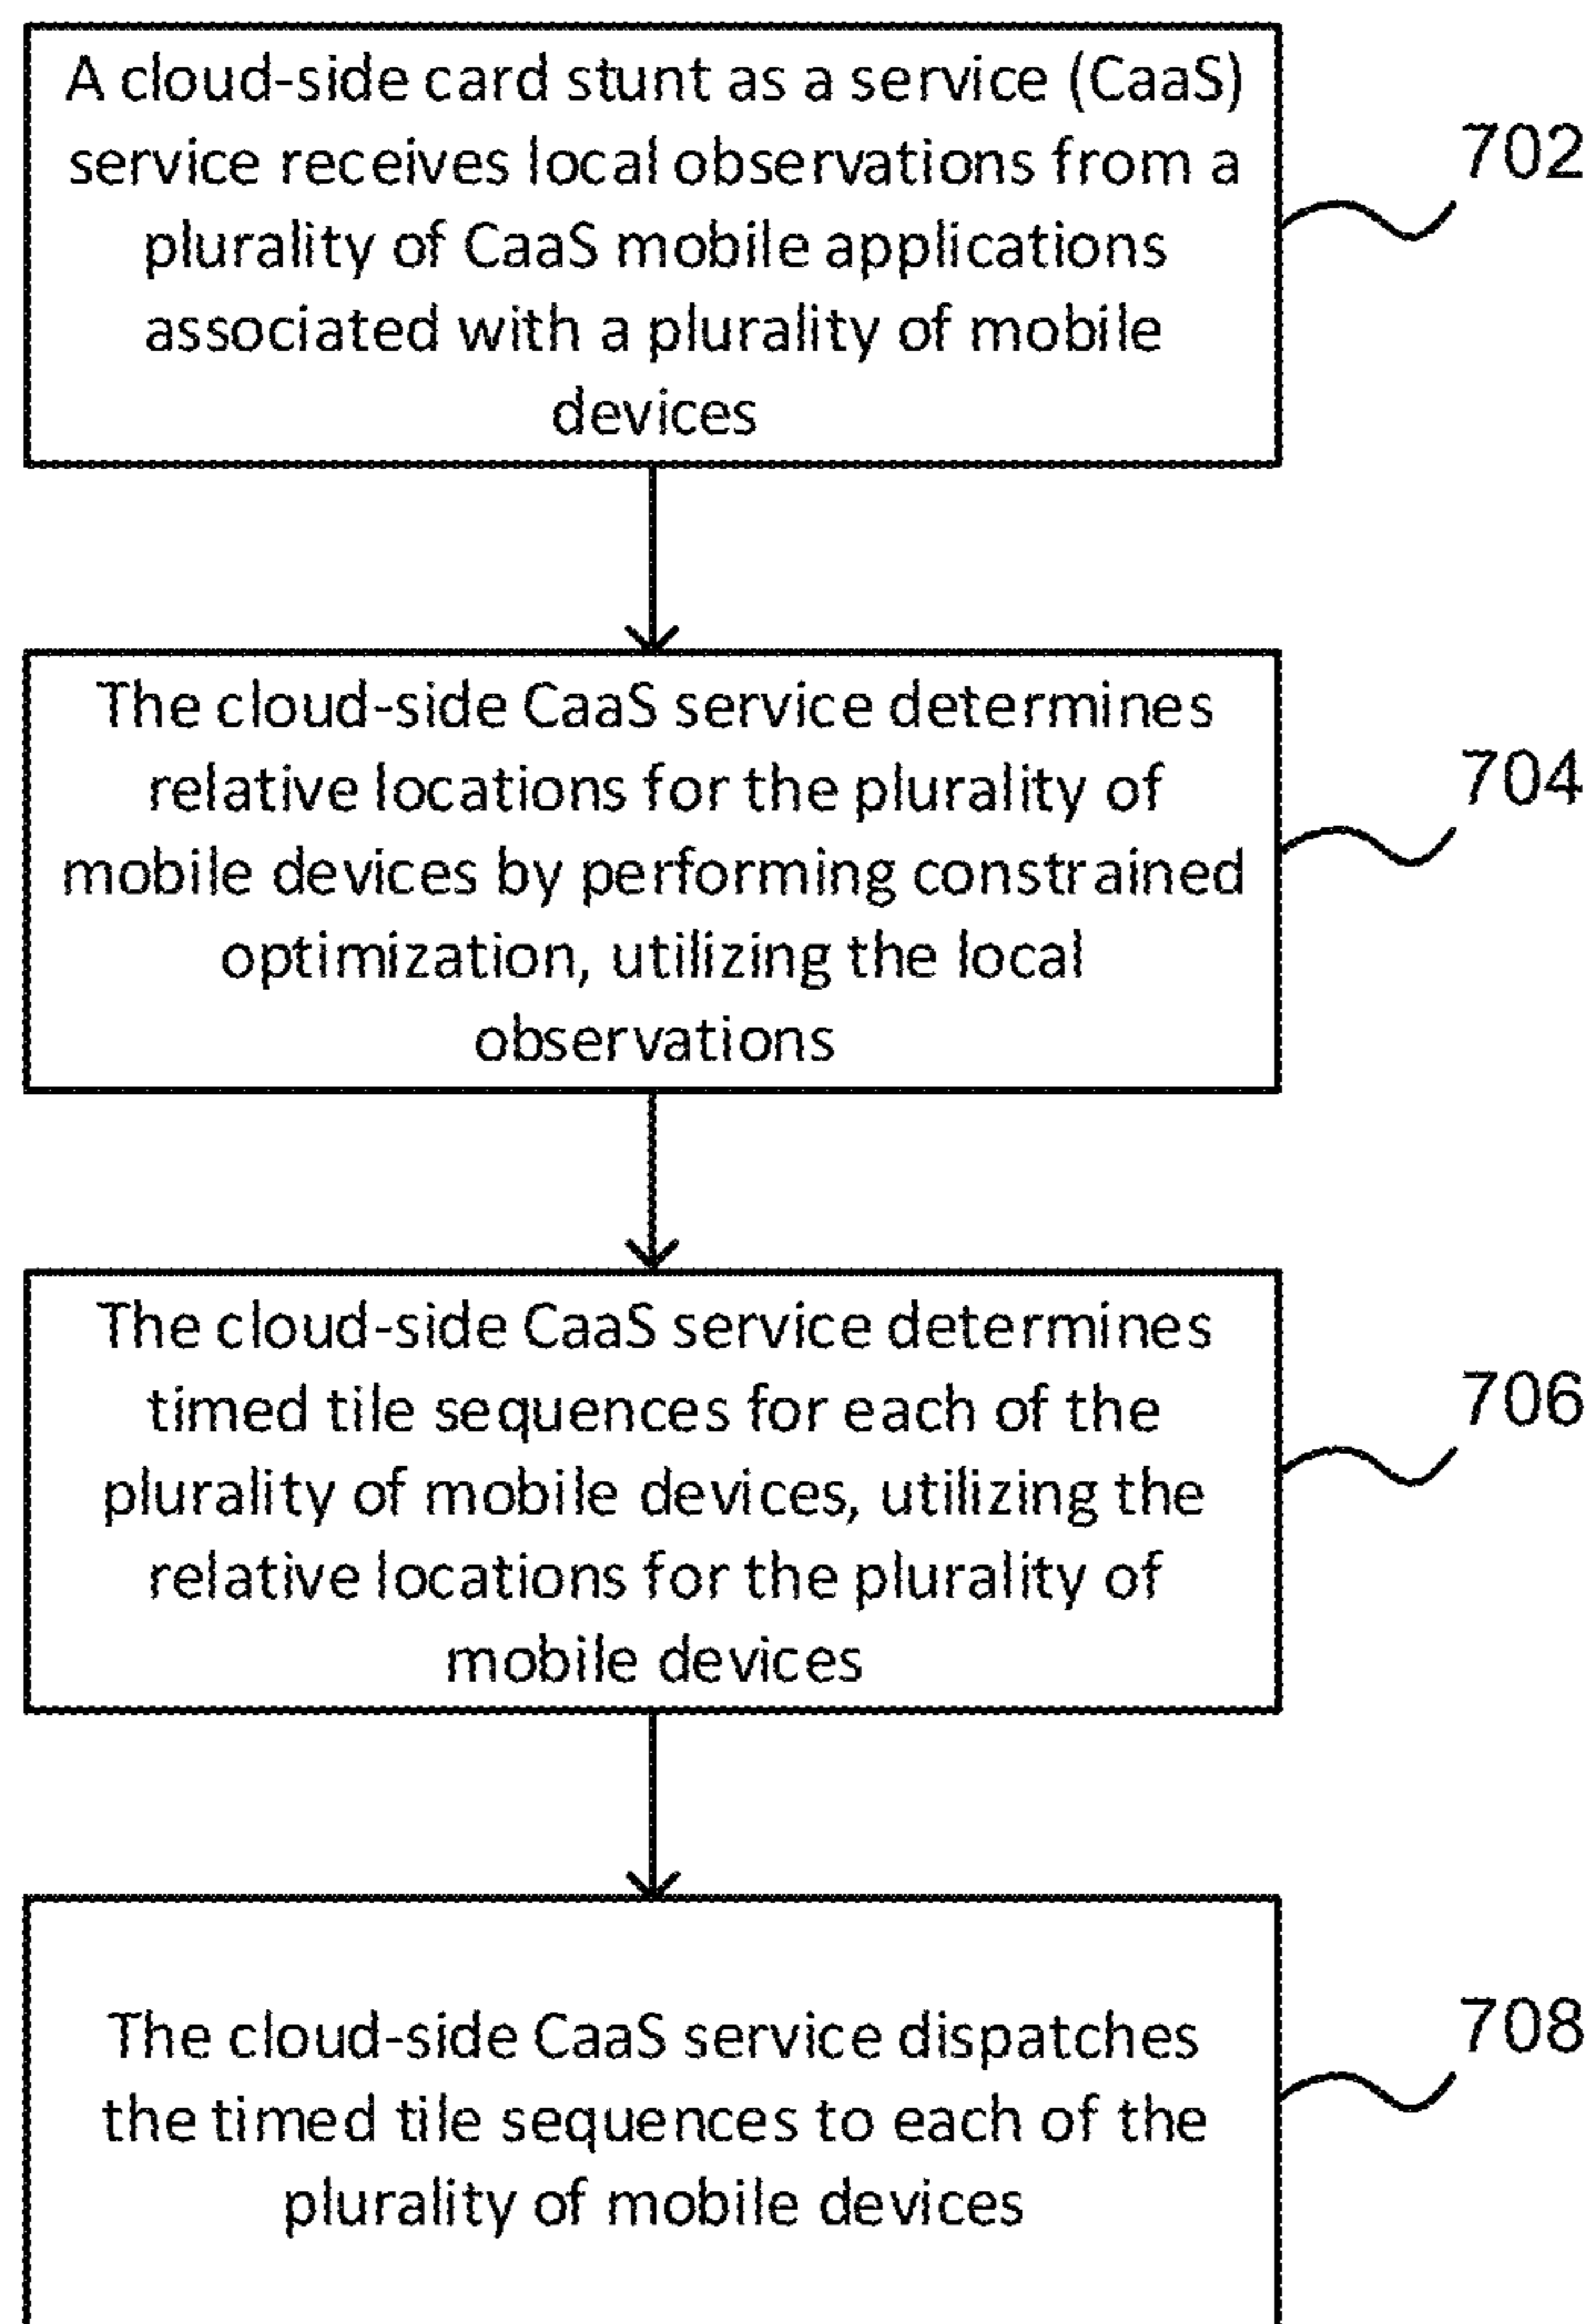 A cloud-side card stunt as a service (CaaS)
service receives local observations from a
plurality of CaaS mobile applications
associated with a plurality of mobile
devices
702
The cloud-side CaaS service determines
relative locations for the plurality of
mobile devices by performing constrained
optimization, utilizing the local
observations
704
The cloud-side CaaS service determines
timed tile sequences for each of the
plurality of mobile devices, utilizing the
relative locations for the plurality of
mobile devices
706
The cloud-side CaaS service dispatches
the timed tile sequences to each of the
plurality of mobile devices
708